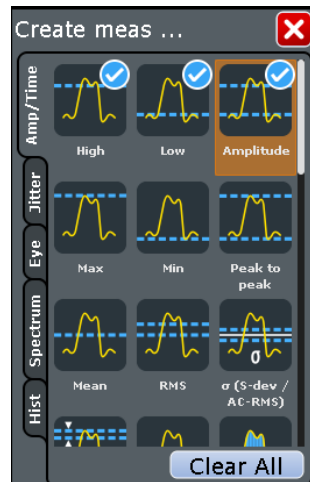 Create meas ...
Amp/Time
Jitter
Eye
Spectrum
Hist
High
Low
Amplitude
Max
Min
Peak to
peak
Mean
RMS
σ
σ (S-dev /
AC-RMS)
Clear All